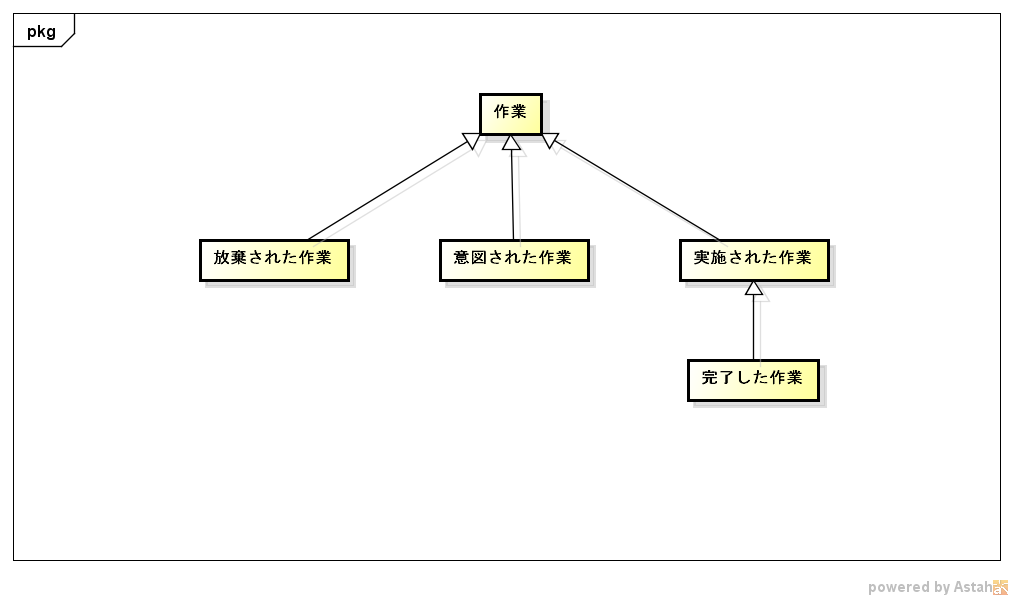 pkg
作業
放棄された作業
意図された作業
実施された作業
完了した作業
powered by Astah